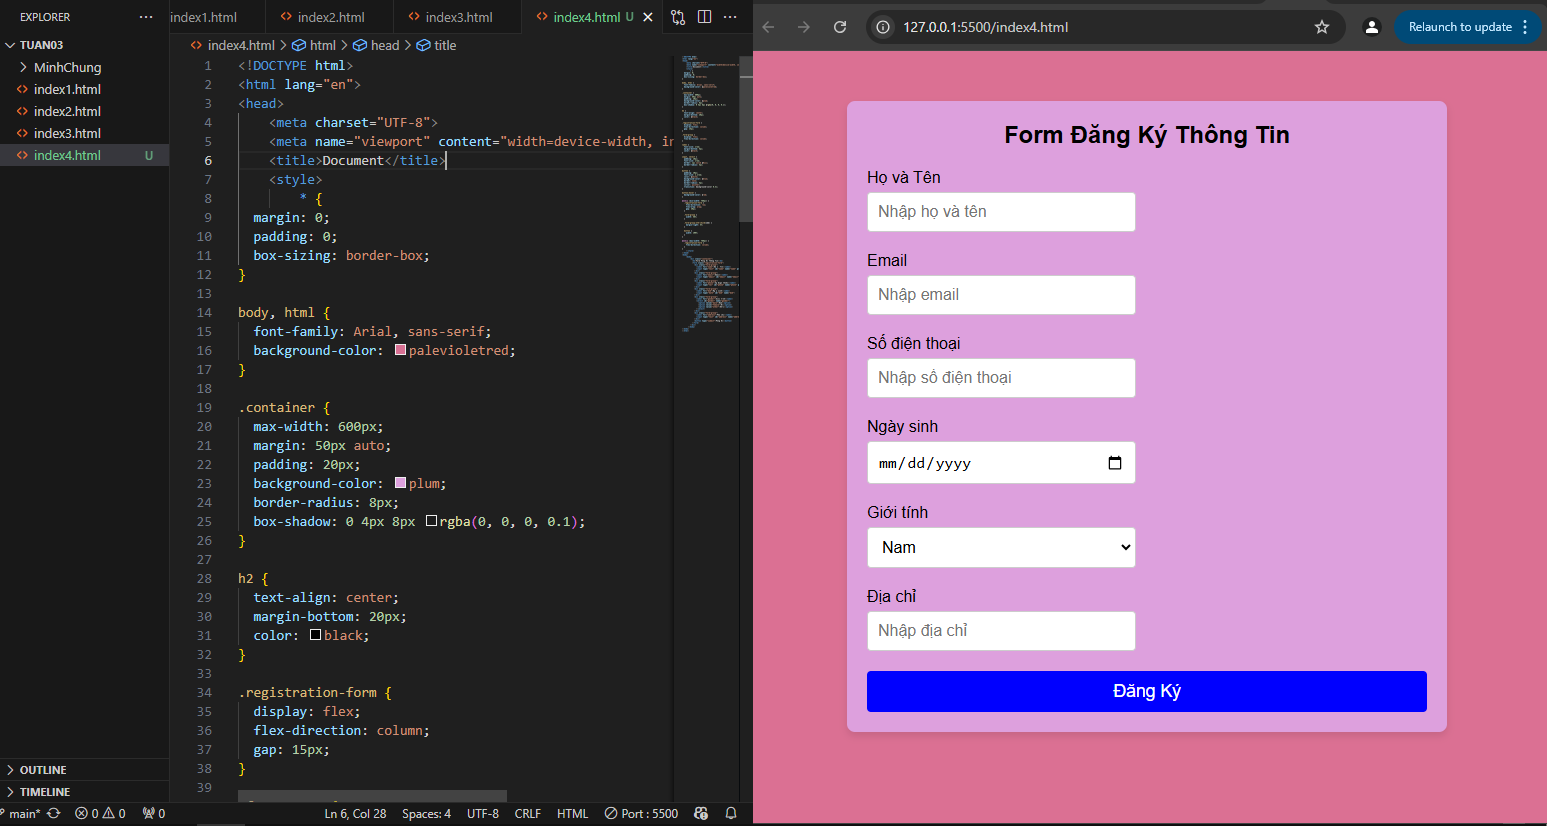 EXPLORER
TUAN03
MinhChung
index1.html
index2.html
index3.html
index4.html U
OUTLINE
TIMELINE
index1.html index2.html index3.html index4.html U
index4.html > html > head > title
1 <!DOCTYPE html>
2 <html lang="en">
3 <head>
4 <meta charset="UTF-8">
5 <meta name="viewport" content="width=device-width, in
6 <title>Document</title>
7 <style>
8 * {
9 margin: 0;
10 padding: 0;
11 box-sizing: border-box;
12 }
13
14 body, html {
15 font-family: Arial, sans-serif;
16 background-color: palevioletred;
17 }
18
19 .container {
20 max-width: 600px;
21 margin: 50px auto;
22 padding: 20px;
23 background-color: plum;
24 border-radius: 8px;
25 box-shadow: 0 4px 8px rgba(0, 0, 0, 0.1);
26 }
27
28 h2 {
29 text-align: center;
30 margin-bottom: 20px;
31 color: black;
32 }
33
34 .registration-form {
35 display: flex;
36 flex-direction: column;
37 gap: 15px;
38 }
39
main* 0 0 0 Ln 6, Col 28 Spaces: 4 UTF-8 CRLF HTML Port : 5500
127.0.0.1:5500/index4.html Relaunch to update
Form Đăng Ký Thông Tin
Họ và Tên
Nhập họ và tên
Email
Nhập email
Số điện thoại
Nhập số điện thoại
Ngày sinh
mm/dd/yyyy
Giới tính
Nam
Địa chỉ
Nhập địa chỉ
Đăng Ký